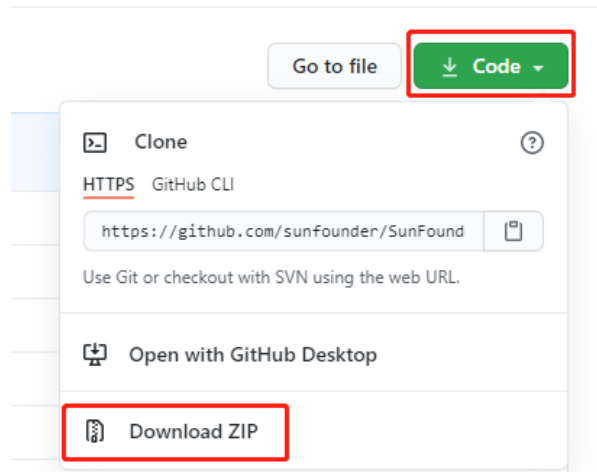 Go to file
Code
Clone
HTTPS GitHub CLI
https://github.com/sunfounder/SunFound
Use Git or checkout with SVN using the web URL.
Open with GitHub Desktop
Download ZIP